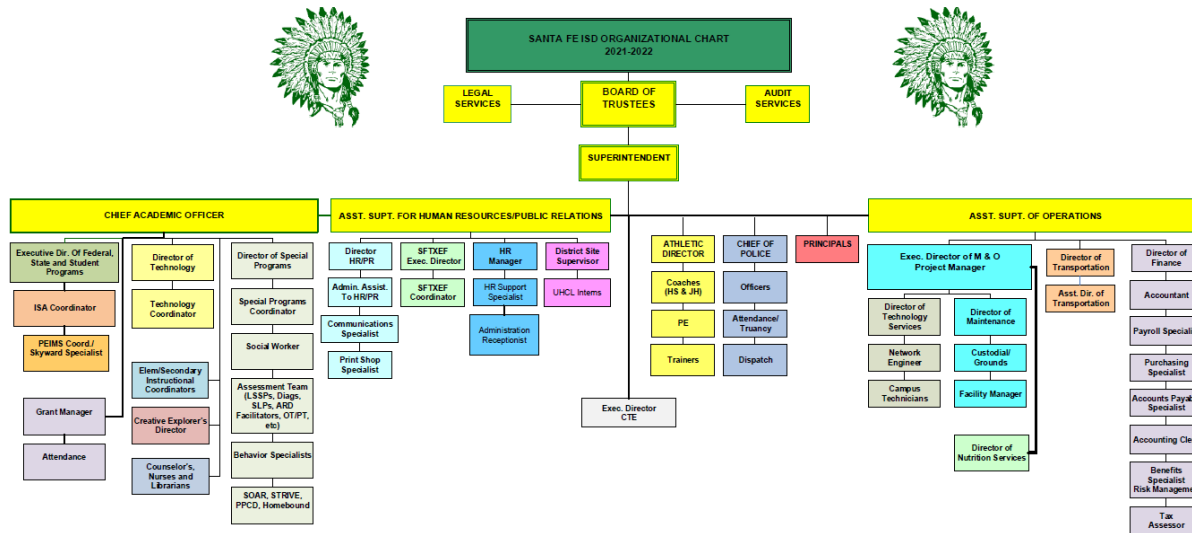 SANTA FE ISD ORGANIZATIONAL CHART
2021-2022
LEGAL
SERVICES
BOARD OF
TRUSTEES
AUDIT
SERVICES
SUPERINTENDENT
CHIEF ACADEMIC OFFICER
ASST. SUPT. FOR HUMAN RESOURCES/PUBLIC RELATIONS
ASST. SUPT. OF OPERATIONS
Executive Dir. Of Federal,
State and Student
Programs
ISA Coordinator
PEIMS Coord./
Skyward Specialist
Grant Manager
Attendance
Director of
Technology
Technology
Coordinator
Elem/Secondary
Instructional
Coordinators
Creative Explorer's
Director
Counselor's,
Nurses and
Librarians
Director of Special
Programs
Special Programs
Coordinator
Social Worker
Assessment Team
(LSSPs, Diags,
SLPs, ARD
Facilitators, OT/PT,
etc)
Behavior Specialists
SOAR, STRIVE,
PPCD, Homebound
Director
HR/PR
Admin. Assist.
To HR/PR
Communications
Specialist
Print Shop
Specialist
SFTXEF
Exec. Director
SFTXEF
Coordinator
HR
Manager
HR Support
Specialist
Administration
Receptionist
District Site
Supervisor
UHCL Interns
Exec. Director
CTE
ATHLETIC
DIRECTOR
Coaches
(HS & JH)
PE
Trainers
CHIEF OF
POLICE
Officers
Attendance/
Truancy
Dispatch
PRINCIPALS
Exec. Director of M & O
Project Manager
Director of
Technology
Services
Network
Engineer
Campus
Technicians
Director of
Maintenance
Custodial/
Grounds
Facility Manager
Director of
Nutrition Services
Director of
Transportation
Asst. Dir. of
Transportation
Director of
Finance
Accountant
Payroll Speciali
Purchasing
Specialist
Accounts Payab
Specialist
Accounting Cle
Benefits
Specialist
Risk Manageme
Tax
Assessor